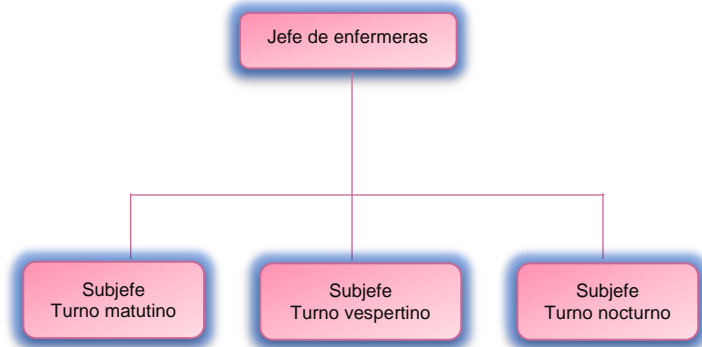 Jefe de enfermeras
Subjefe
Turno matutino
Subjefe
Turno vespertino
Subjefe
Turno nocturno